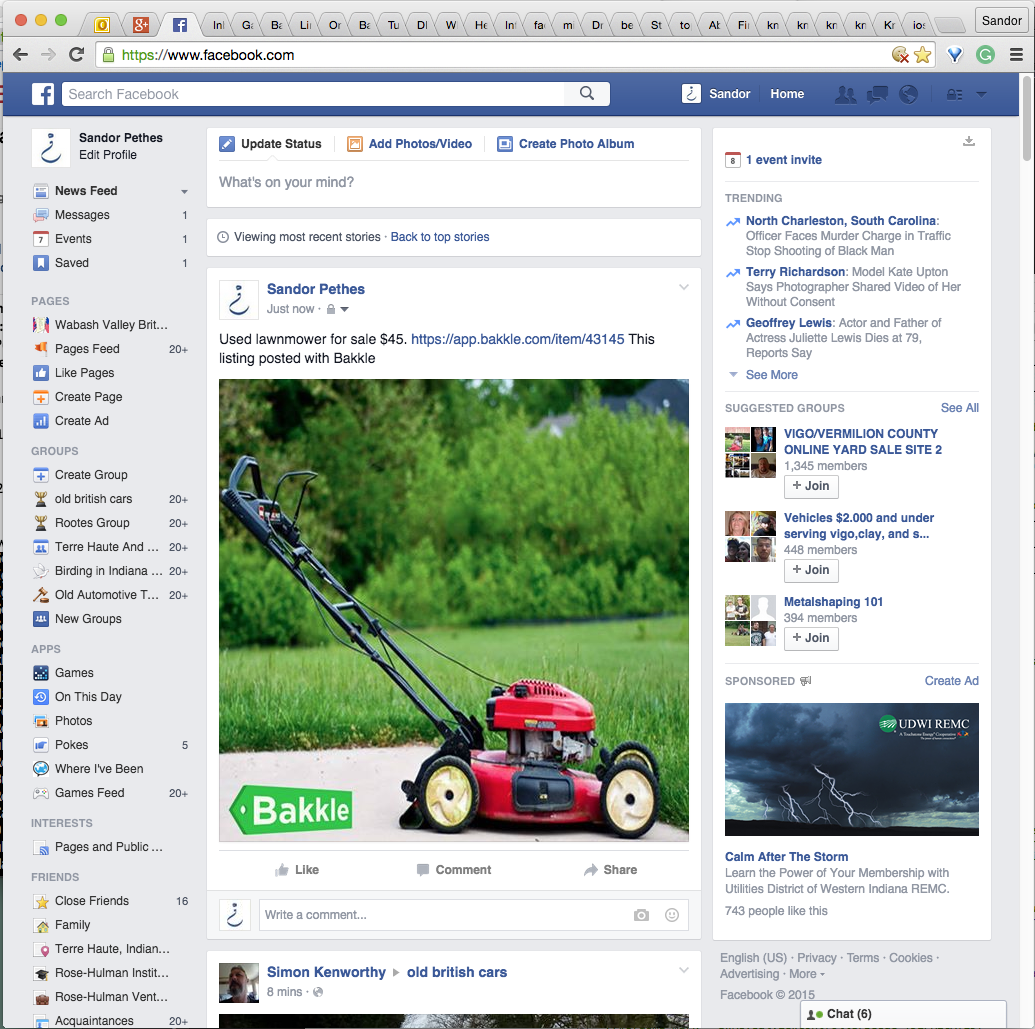 Inl
Ga
Ba
Lin
Or
Ba
Tu
Dl
W
He
Int
fac
m
Dr
be
St
to
Ab
Fii
kn
kn
kn
kn
Kr
ios
Sandor
https://www.facebook.com
Search Facebook
Sandor
Home
Sandor Pethes
Edit Profile
News Feed
Messages 1
7 Events 1
Saved 1
PAGES
Wabash Valley Brit...
Pages Feed 20+
Like Pages
Create Page
Create Ad
GROUPS
Create Group
old british cars 20+
Rootes Group 20+
Terre Haute And ... 20+
Birding in Indiana ... 20+
Old Automotive T... 20+
New Groups
APPS
Games
On This Day
Photos
Pokes 5
Where I've Been
Games Feed 20+
INTERESTS
Pages and Public ...
FRIENDS
Close Friends 16
Family
Terre Haute, Indian...
Rose-Hulman Instit...
Rose-Hulman Vent...
Acquaintances 20+
Update Status
Add Photos/Video
Create Photo Album
What's on your mind?
Viewing most recent stories · Back to top stories
Sandor Pethes
Just now ·
Used lawnmower for sale $45. https://app.bakkle.com/item/43145 This
listing posted with Bakkle
Bakkle
Like
Comment
Share
Write a comment...
Simon Kenworthy ▸ old british cars
8 mins ·
8 1 event invite
TRENDING
North Charleston, South Carolina:
Officer Faces Murder Charge in Traffic
Stop Shooting of Black Man
Terry Richardson: Model Kate Upton
Says Photographer Shared Video of Her
Without Consent
Geoffrey Lewis: Actor and Father of
Actress Juliette Lewis Dies at 79,
Reports Say
See More
SUGGESTED GROUPS See All
VIGO/VERMILION COUNTY
ONLINE YARD SALE SITE 2
1,345 members
+ Join
Vehicles $2.000 and under
serving vigo,clay, and s...
448 members
+ Join
Metalshaping 101
394 members
+ Join
SPONSORED Create Ad
UDWI REMC
A Touchstone Energy® Cooperative
Calm After The Storm
Learn the Power of Your Membership with
Utilities District of Western Indiana REMC.
743 people like this
English (US) · Privacy · Terms · Cookies ·
Advertising · More
Facebook © 2015
Chat (6)